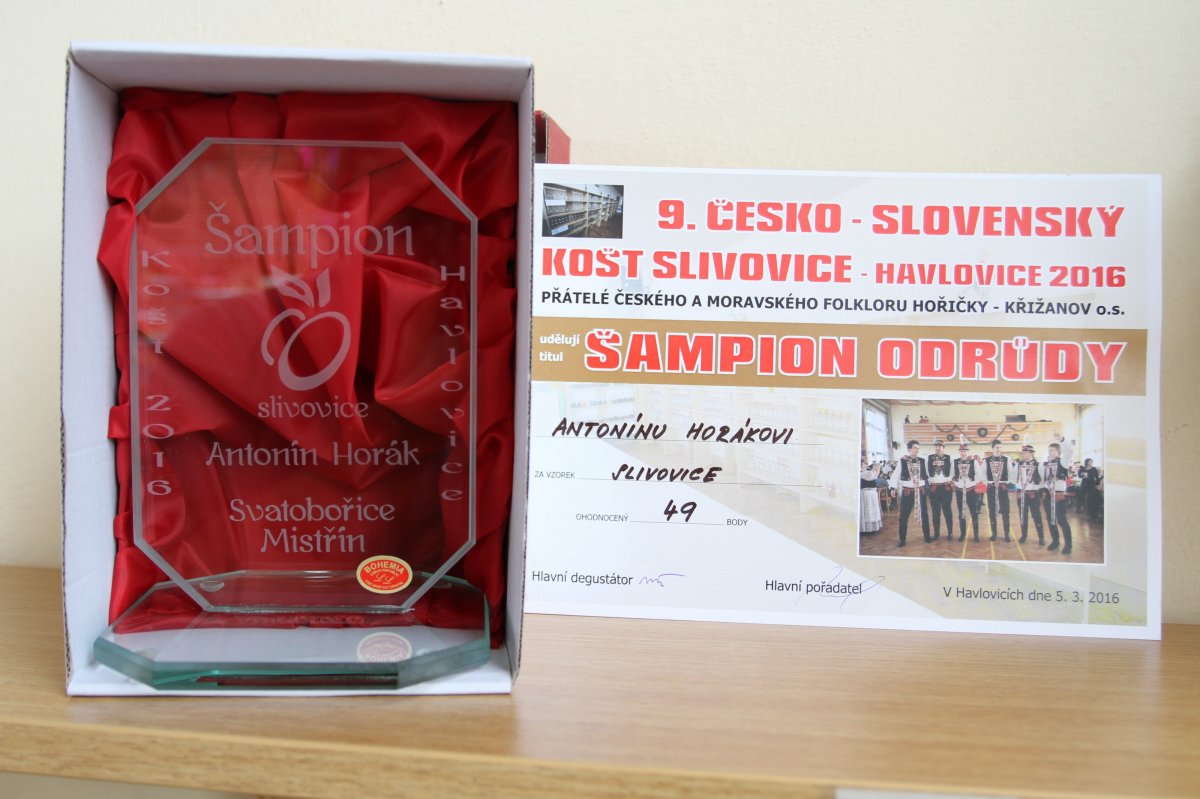 Šampion
Košt 2016
Havlovice
slivovice
Antonín Horák
Svatobořice
Mistřín
BOHEMIA
9. ČESKO - SLOVENSKÝ
KOŠT SLIVOVICE - HAVLOVICE 2016
PŘÁTELÉ ČESKÉHO A MORAVSKÉHO FOLKLORU HOŘIČKY - KŘIŽANOV o.s.
udělují
titul
ŠAMPION ODRŮDY
ANTONÍNU HORÁKOVI
ZA VZOREK SLIVOVICE
OHODNOCENÝ 49 BODY
Hlavní degustátor
Hlavní pořadatel
V Havlovicích dne 5. 3. 2016